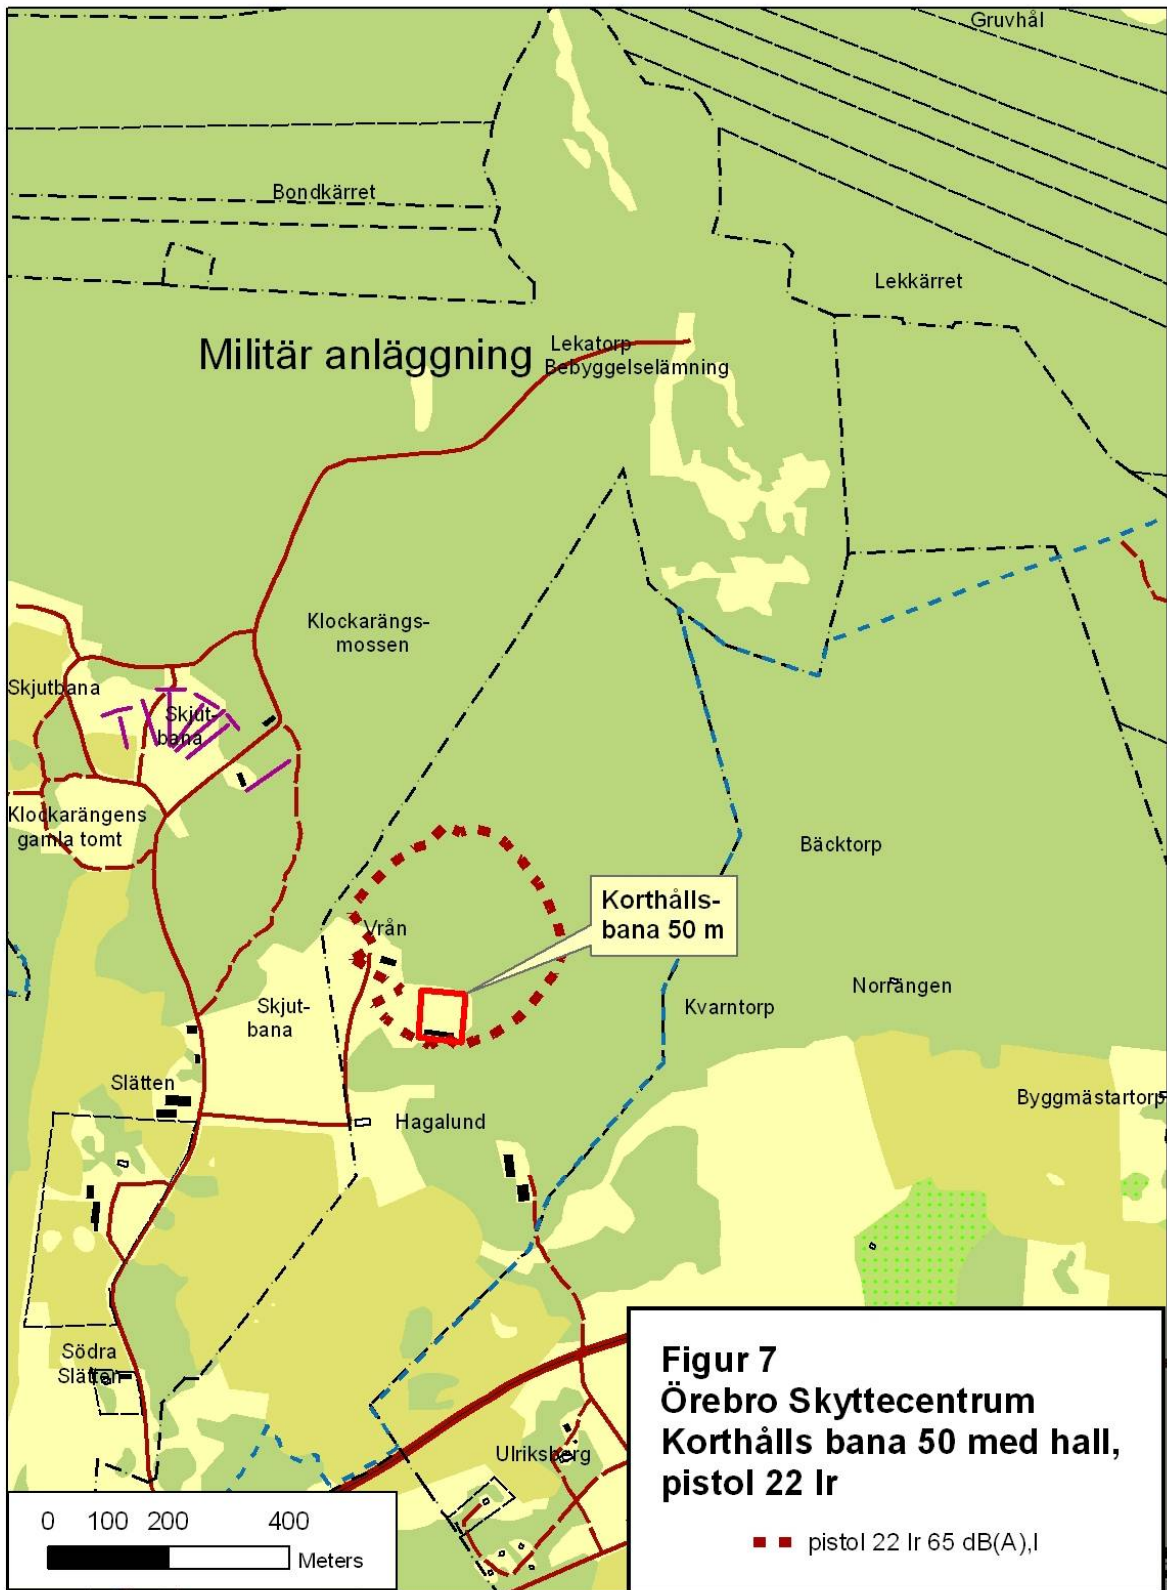 Gruvhål
Bondkärret
Lekkärret
Militär anläggning
Lekatorp
Bebyggelselämning
Klockarängs-
mossen
Skjutbana
Skjut-
bana
Klockarängens
gamla tomt
Bäcktorp
Korthålls-
bana 50 m
Vrån
Norrängen
Skjut-
bana
Kvarntorp
Slätten
Byggmästartorp
Hagalund
Södra
Slätten
Ulriksberg
Figur 7
Örebro Skyttecentrum
Korthålls bana 50 med hall,
pistol 22 lr
pistol 22 lr 65 dB(A),I
0 100 200 400
Meters